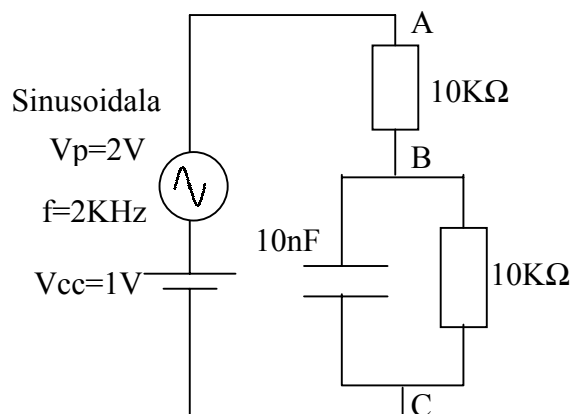 A
Sinusoidala
10KΩ
Vp=2V
B
f=2KHz
10nF
Vcc=1V
10KΩ
C